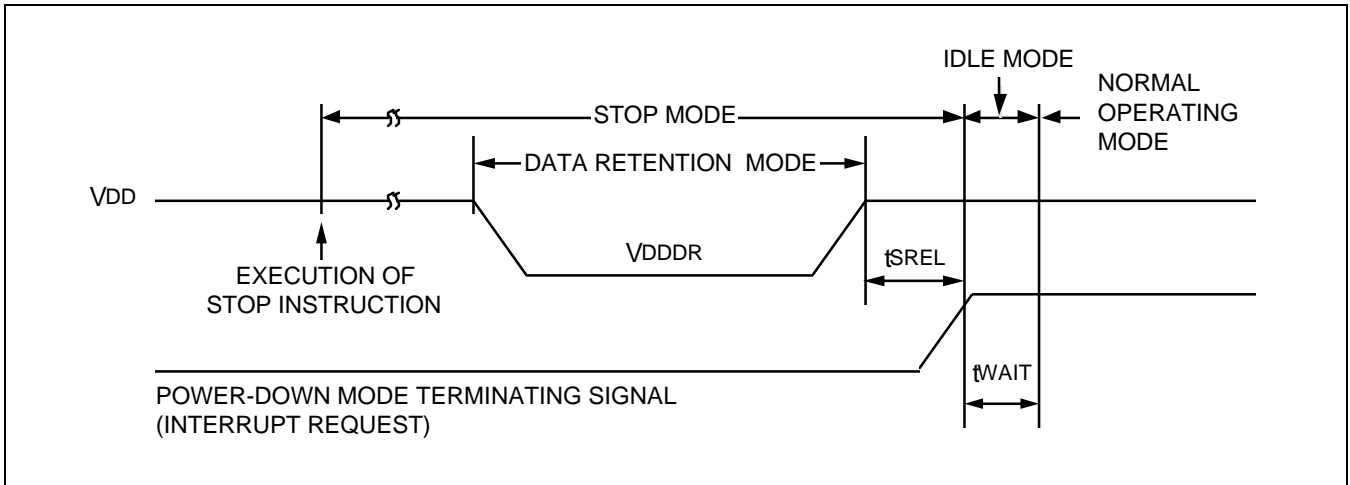 IDLE MODE
NORMAL
OPERATING
MODE
STOP MODE
DATA RETENTION MODE
VDD
VDDDR
tSREL
EXECUTION OF
STOP INSTRUCTION
tWAIT
POWER-DOWN MODE TERMINATING SIGNAL
(INTERRUPT REQUEST)